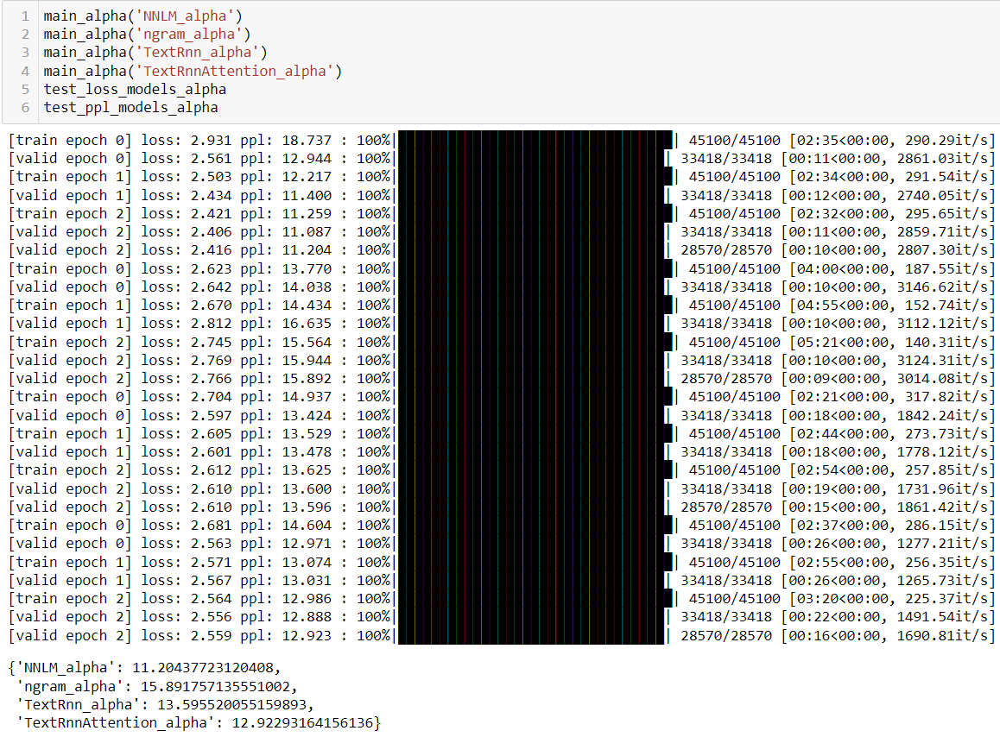 1 main_alpha('NNLM_alpha')
2 main_alpha('ngram_alpha')
3 main_alpha('TextRnn_alpha')
4 main_alpha('TextRnnAttention_alpha')
5 test_loss_models_alpha
6 test_ppl_models_alpha
[train epoch 0] loss: 2.931 ppl: 18.737 : 100%| | 45100/45100 [02:35<00:00, 290.29it/s]
[valid epoch 0] loss: 2.561 ppl: 12.944 : 100%| | 33418/33418 [00:11<00:00, 2861.03it/s]
[train epoch 1] loss: 2.503 ppl: 12.217 : 100%| | 45100/45100 [02:34<00:00, 291.54it/s]
[valid epoch 1] loss: 2.434 ppl: 11.400 : 100%| | 33418/33418 [00:12<00:00, 2740.05it/s]
[train epoch 2] loss: 2.421 ppl: 11.259 : 100%| | 45100/45100 [02:32<00:00, 295.65it/s]
[valid epoch 2] loss: 2.406 ppl: 11.087 : 100%| | 33418/33418 [00:11<00:00, 2859.71it/s]
[valid epoch 2] loss: 2.416 ppl: 11.204 : 100%| | 28570/28570 [00:10<00:00, 2807.30it/s]
[train epoch 0] loss: 2.623 ppl: 13.770 : 100%| | 45100/45100 [04:00<00:00, 187.55it/s]
[valid epoch 0] loss: 2.642 ppl: 14.038 : 100%| | 33418/33418 [00:10<00:00, 3146.62it/s]
[train epoch 1] loss: 2.670 ppl: 14.434 : 100%| | 45100/45100 [04:55<00:00, 152.74it/s]
[valid epoch 1] loss: 2.812 ppl: 16.635 : 100%| | 33418/33418 [00:10<00:00, 3112.12it/s]
[train epoch 2] loss: 2.745 ppl: 15.564 : 100%| | 45100/45100 [05:21<00:00, 140.31it/s]
[valid epoch 2] loss: 2.769 ppl: 15.944 : 100%| | 33418/33418 [00:10<00:00, 3124.31it/s]
[valid epoch 2] loss: 2.766 ppl: 15.892 : 100%| | 28570/28570 [00:09<00:00, 3014.08it/s]
[train epoch 0] loss: 2.704 ppl: 14.937 : 100%| | 45100/45100 [02:21<00:00, 317.82it/s]
[valid epoch 0] loss: 2.597 ppl: 13.424 : 100%| | 33418/33418 [00:18<00:00, 1842.24it/s]
[train epoch 1] loss: 2.605 ppl: 13.529 : 100%| | 45100/45100 [02:44<00:00, 273.73it/s]
[valid epoch 1] loss: 2.601 ppl: 13.478 : 100%| | 33418/33418 [00:18<00:00, 1778.12it/s]
[train epoch 2] loss: 2.612 ppl: 13.625 : 100%| | 45100/45100 [02:54<00:00, 257.85it/s]
[valid epoch 2] loss: 2.610 ppl: 13.600 : 100%| | 33418/33418 [00:19<00:00, 1731.96it/s]
[valid epoch 2] loss: 2.610 ppl: 13.596 : 100%| | 28570/28570 [00:15<00:00, 1861.42it/s]
[train epoch 0] loss: 2.681 ppl: 14.604 : 100%| | 45100/45100 [02:37<00:00, 286.15it/s]
[valid epoch 0] loss: 2.563 ppl: 12.971 : 100%| | 33418/33418 [00:26<00:00, 1277.21it/s]
[train epoch 1] loss: 2.571 ppl: 13.074 : 100%| | 45100/45100 [02:55<00:00, 256.35it/s]
[valid epoch 1] loss: 2.567 ppl: 13.031 : 100%| | 33418/33418 [00:26<00:00, 1265.73it/s]
[train epoch 2] loss: 2.564 ppl: 12.986 : 100%| | 45100/45100 [03:20<00:00, 225.37it/s]
[valid epoch 2] loss: 2.556 ppl: 12.888 : 100%| | 33418/33418 [00:22<00:00, 1491.54it/s]
[valid epoch 2] loss: 2.559 ppl: 12.923 : 100%| | 28570/28570 [00:16<00:00, 1690.81it/s]
{'NNLM_alpha': 11.20437723120408,
'ngram_alpha': 15.891757135551002,
'TextRnn_alpha': 13.595520055159893,
'TextRnnAttention_alpha': 12.92293164156136}